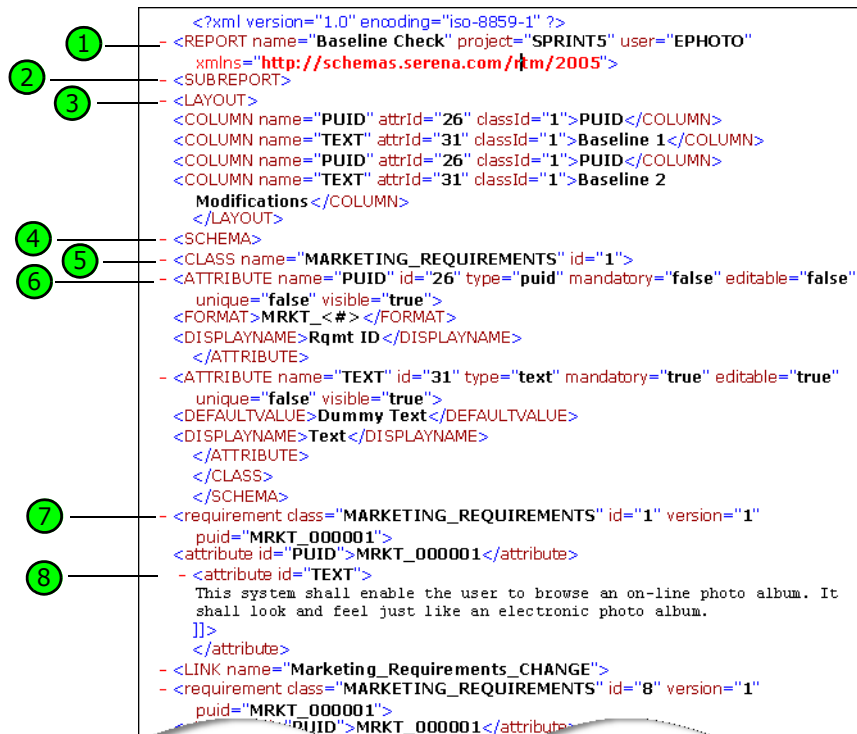 <?xml version="1.0" encoding="iso-8859-1" ?>
1 - <REPORT name="Baseline Check" project="SPRINT5" user="EPHOTO"
xmlns="http://schemas.serena.com/rtm/2005">
2 - <SUBREPORT>
3 - <LAYOUT>
<COLUMN name="PUID" attrId="26" classId="1">PUID</COLUMN>
<COLUMN name="TEXT" attrId="31" classId="1">Baseline 1</COLUMN>
<COLUMN name="PUID" attrId="26" classId="1">PUID</COLUMN>
<COLUMN name="TEXT" attrId="31" classId="1">Baseline 2
Modifications</COLUMN>
</LAYOUT>
4 - <SCHEMA>
5 - <CLASS name="MARKETING_REQUIREMENTS" id="1">
6 - <ATTRIBUTE name="PUID" id="26" type="puid" mandatory="false" editable="false"
unique="false" visible="true">
<FORMAT>MRKT_<#></FORMAT>
<DISPLAYNAME>Rqmt ID</DISPLAYNAME>
</ATTRIBUTE>
- <ATTRIBUTE name="TEXT" id="31" type="text" mandatory="true" editable="true"
unique="false" visible="true">
<DEFAULTVALUE>Dummy Text</DEFAULTVALUE>
<DISPLAYNAME>Text</DISPLAYNAME>
</ATTRIBUTE>
</CLASS>
</SCHEMA>
7 - <requirement class="MARKETING_REQUIREMENTS" id="1" version="1"
puid="MRKT_000001">
<attribute id="PUID">MRKT_000001</attribute>
8 - <attribute id="TEXT">
This system shall enable the user to browse an on-line photo album. It
shall look and feel just like an electronic photo album.
]]>
</attribute>
- <LINK name="Marketing_Requirements_CHANGE">
- <requirement class="MARKETING_REQUIREMENTS" id="8" version="1"
puid="MRKT_000001">
"PUID">MRKT_000001</attribute>